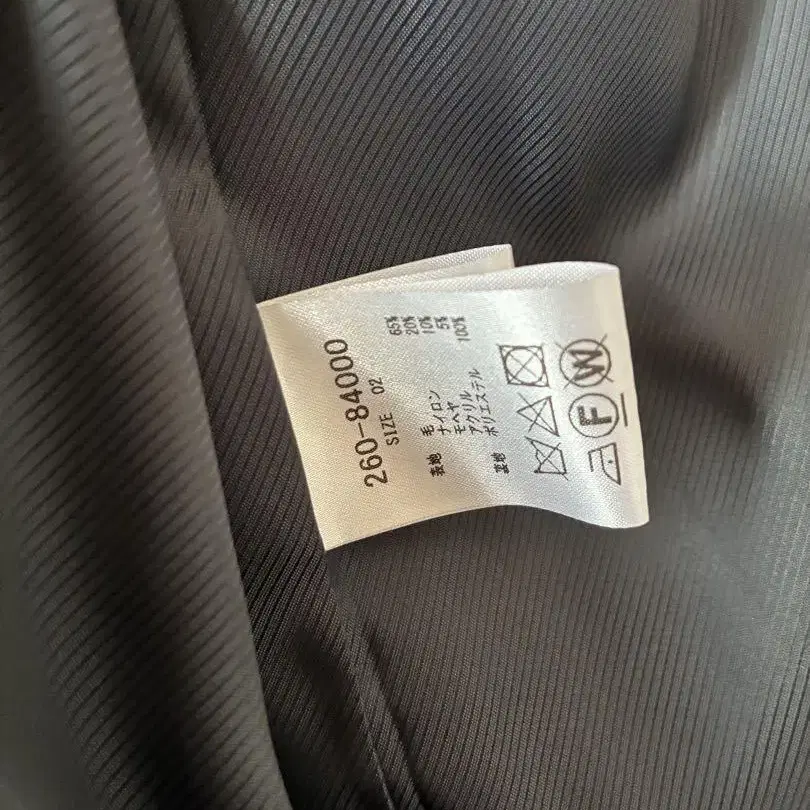 260-84000
SIZE 02
表地 毛 65%
ナイロン 20%
モヘヤ 10%
アクリル 5%
裏地 ポリエステル 100%
F W